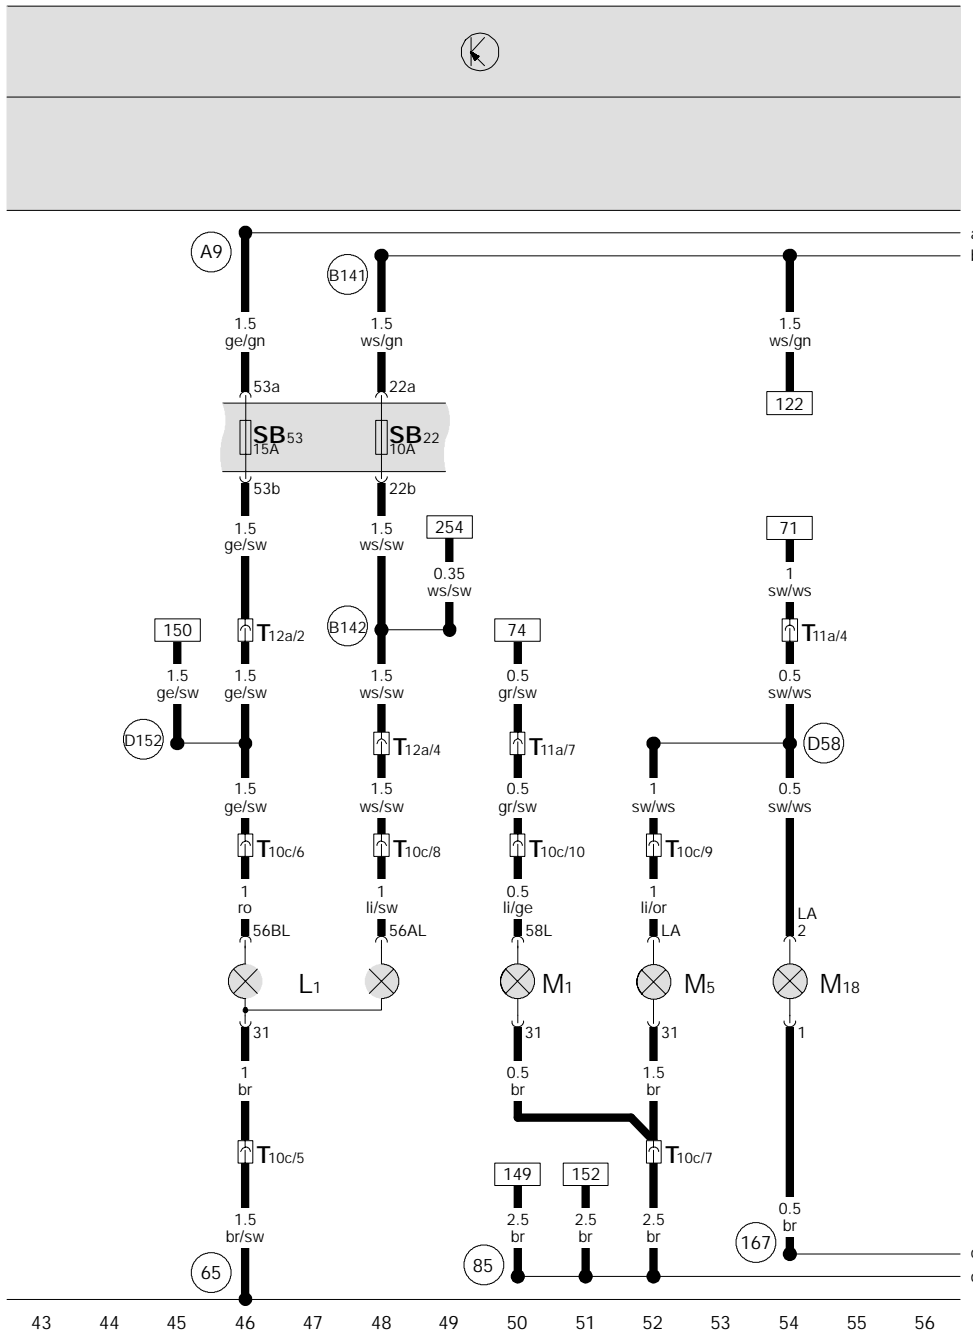 a
A9
B141
1.5
ge/gn
1.5
ws/gn
1.5
ws/gn
53a
22a
122
SB53
15A
SB22
10A
53b
22b
1.5
ge/sw
1.5
ws/sw
254
71
0.35
ws/sw
1
sw/ws
150
T12a/2
B142
74
T11a/4
1.5
ge/sw
1.5
ge/sw
1.5
ws/sw
0.5
gr/sw
0.5
sw/ws
D152
T12a/4
T11a/7
D58
1.5
ge/sw
1.5
ws/sw
0.5
gr/sw
1
sw/ws
0.5
sw/ws
T10c/6
T10c/8
T10c/10
T10c/9
1
ro
1
li/sw
0.5
li/ge
1
li/or
56BL
56AL
58L
LA
LA
2
L1
M1
M5
M18
31
31
31
1
1
br
0.5
br
1.5
br
T10c/5
T10c/7
149
152
1.5
br/sw
2.5
br
2.5
br
2.5
br
0.5
br
167
65
85
43 44 45 46 47 48 49 50 51 52 53 54 55 56